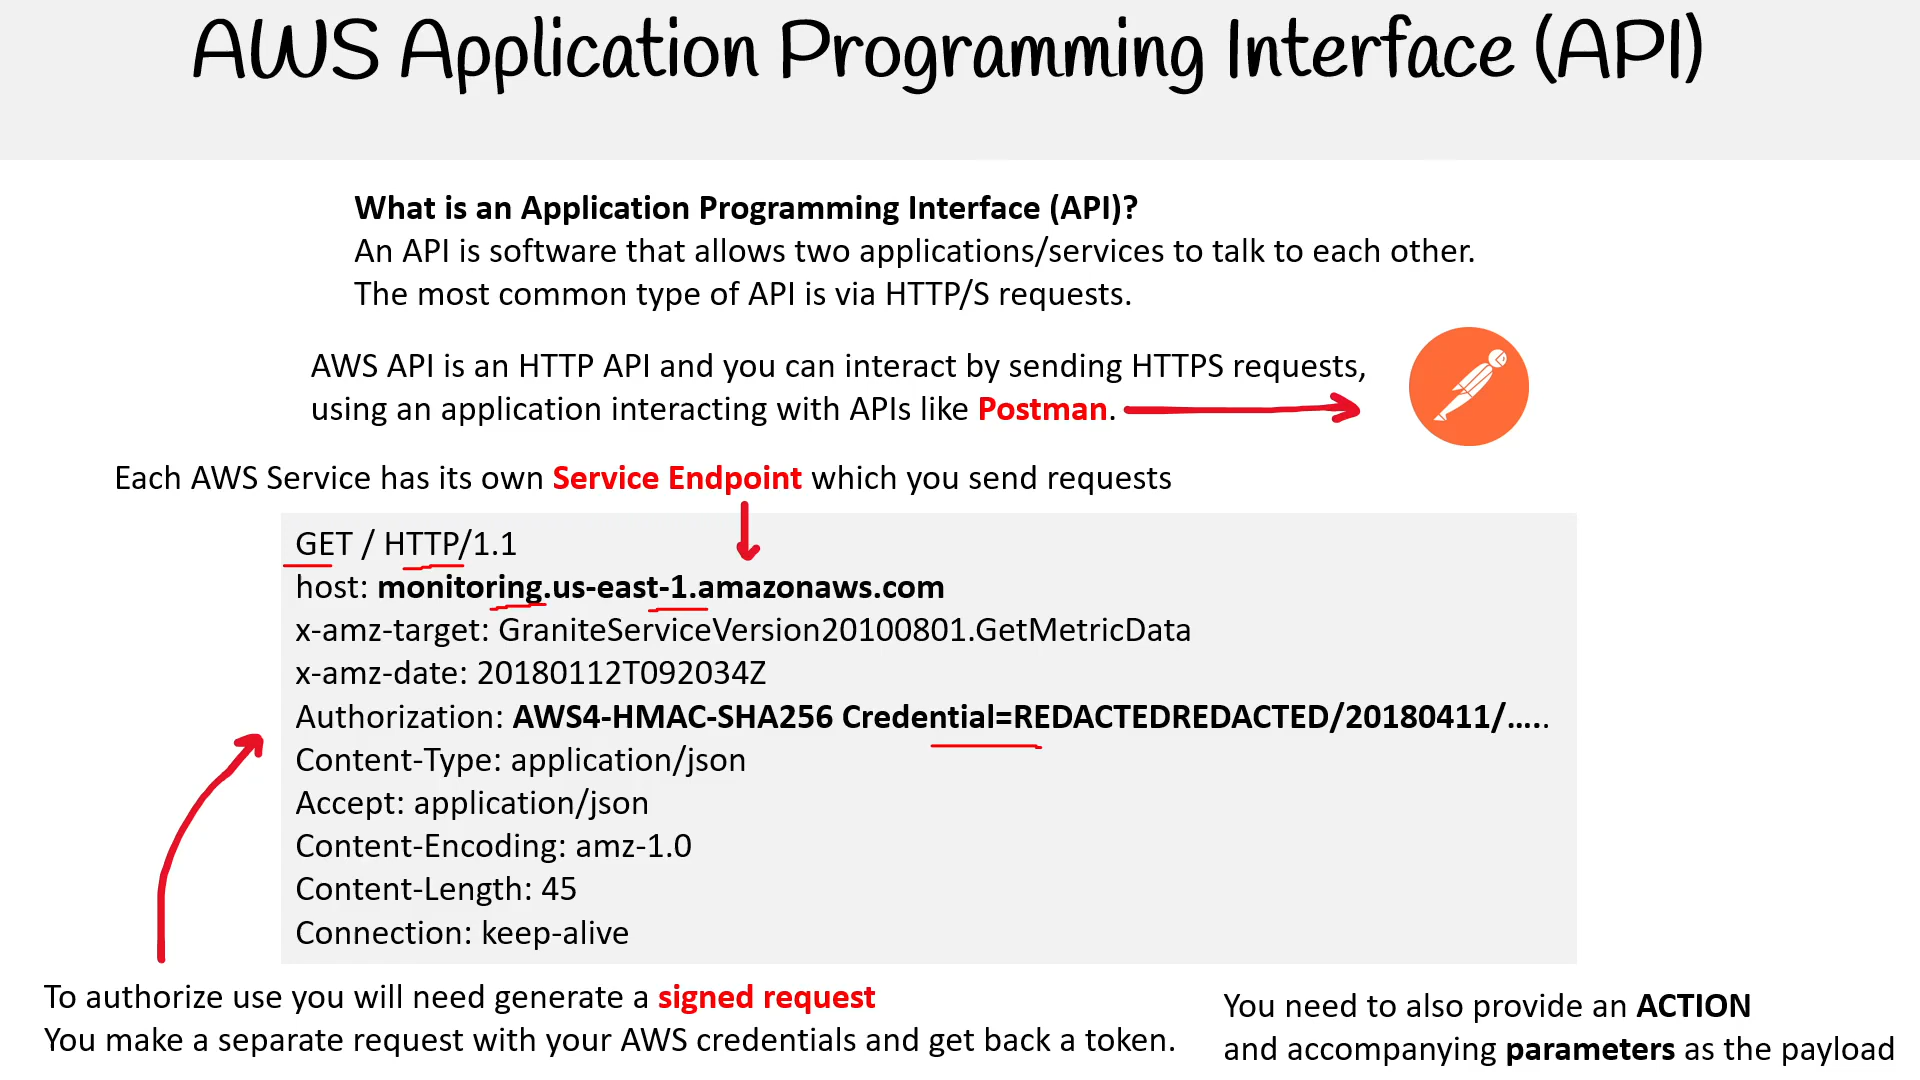 AWS Application Programming Interface (API)
What is an Application Programming Interface (API)?
An API is software that allows two applications/services to talk to each other.
The most common type of API is via HTTP/S requests.
AWS API is an HTTP API and you can interact by sending HTTPS requests,
using an application interacting with APIs like Postman.
Each AWS Service has its own Service Endpoint which you send requests
GET / HTTP/1.1
host: monitoring.us-east-1.amazonaws.com
x-amz-target: GraniteServiceVersion20100801.GetMetricData
x-amz-date: 20180112T092034Z
Authorization: AWS4-HMAC-SHA256 Credential=REDACTEDREDACTED/20180411/.....
Content-Type: application/json
Accept: application/json
Content-Encoding: amz-1.0
Content-Length: 45
Connection: keep-alive
To authorize use you will need generate a signed request
You make a separate request with your AWS credentials and get back a token.
You need to also provide an ACTION
and accompanying parameters as the payload